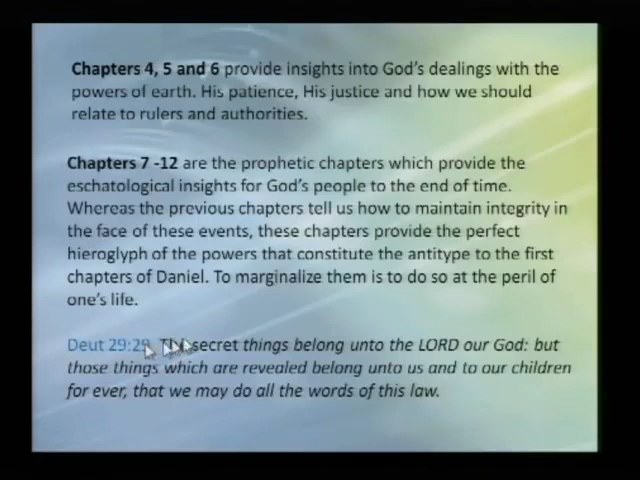 Chapters 4, 5 and 6 provide insights into God's dealings with the
powers of earth. His patience, His justice and how we should
relate to rulers and authorities.
Chapters 7 -12 are the prophetic chapters which provide the
eschatological insights for God's people to the end of time.
Whereas the previous chapters tell us how to maintain integrity in
the face of these events, these chapters provide the perfect
hieroglyph of the powers that constitute the antitype to the first
chapters of Daniel. To marginalize them is to do so at the peril of
one's life.
Deut 29:29 The secret things belong unto the LORD our God: but
those things which are revealed belong unto us and to our children
for ever, that we may do all the words of this law.